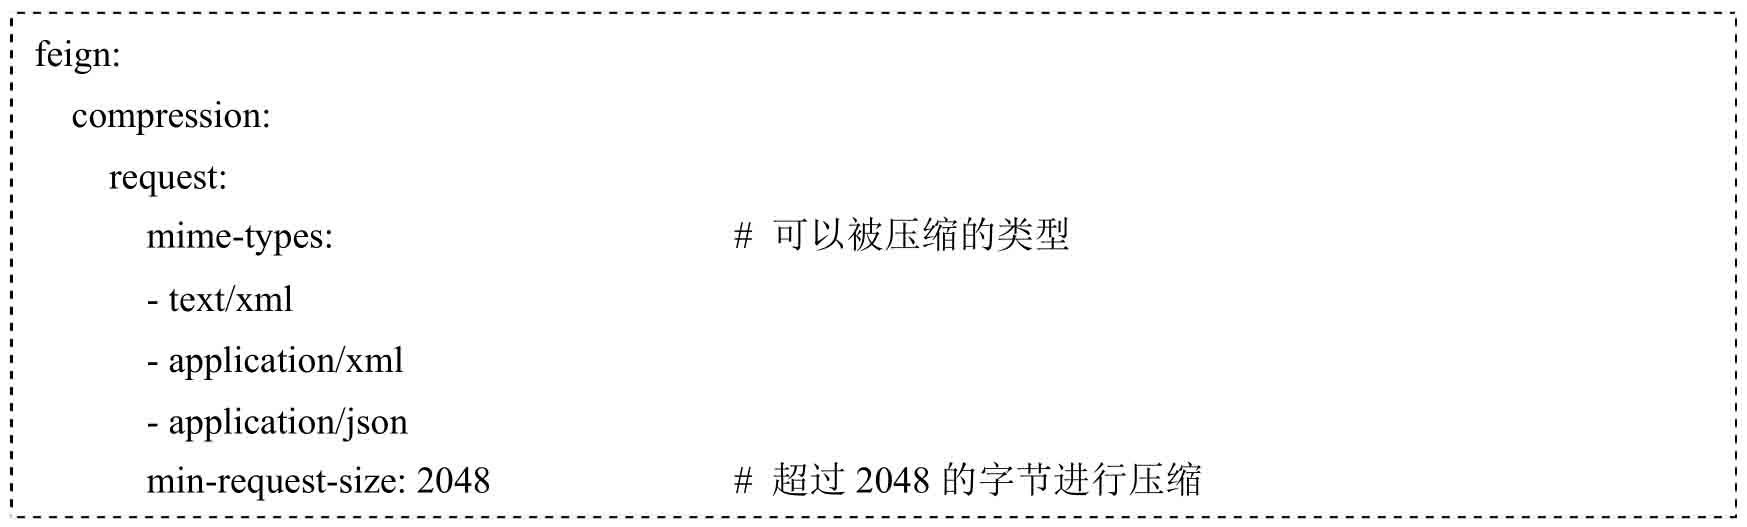 feign:
compression:
request:
mime-types: # 可以被压缩的类型
- text/xml
- application/xml
- application/json
min-request-size: 2048 # 超过 2048 的字节进行压缩